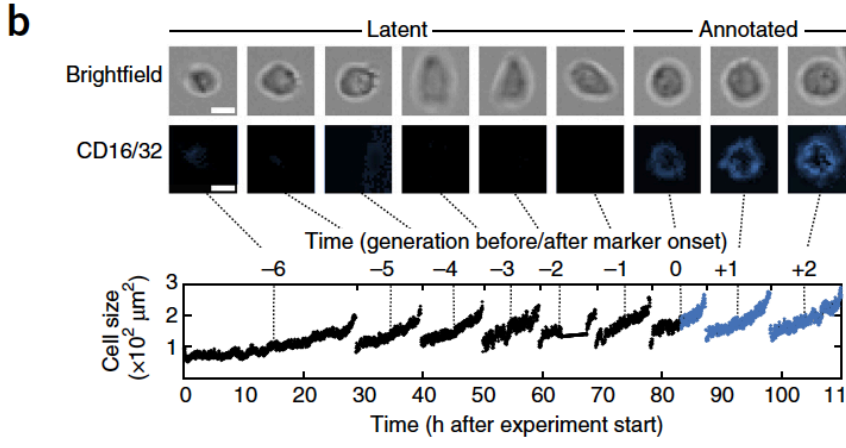 b
Latent Annotated
Brightfield
CD16/32
Time (generation before/after marker onset)
–6 –5 –4 –3 –2 –1 0 +1 +2
Cell size
(×10² μm²)
3
2
1
0 10 20 30 40 50 60 70 80 90 100 110
Time (h after experiment start)